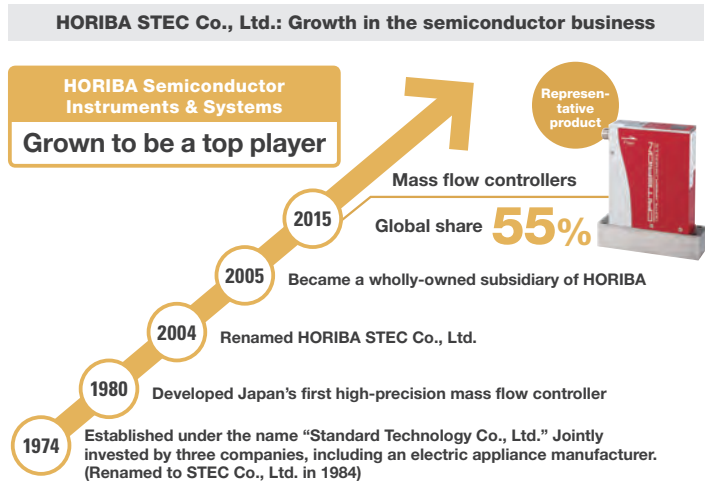 HORIBA STEC Co., Ltd.: Growth in the semiconductor business
HORIBA Semiconductor
Instruments & Systems
Grown to be a top player
Represen-
tative
product
CRITERION
Mass flow controllers
2015
Global share 55%
2005
Became a wholly-owned subsidiary of HORIBA
2004
Renamed HORIBA STEC Co., Ltd.
1980
Developed Japan’s first high-precision mass flow controller
1974
Established under the name “Standard Technology Co., Ltd.” Jointly
invested by three companies, including an electric appliance manufacturer.
(Renamed to STEC Co., Ltd. in 1984)